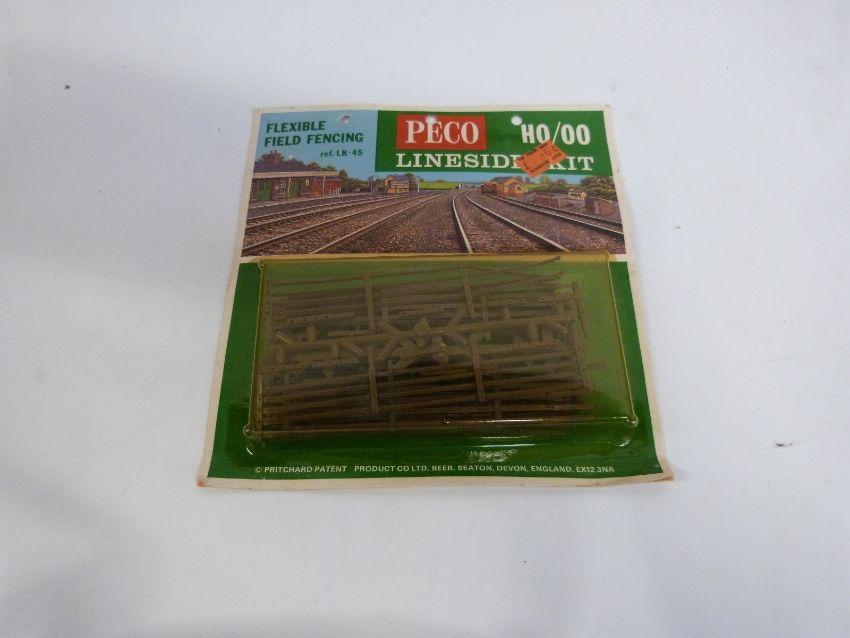 FLEXIBLE
FIELD FENCING
ref. LK-45
PECO
HO/OO
LINESIDE KIT
© PRITCHARD PATENT PRODUCT CO LTD, BEER, SEATON, DEVON, ENGLAND. EX12 3NA